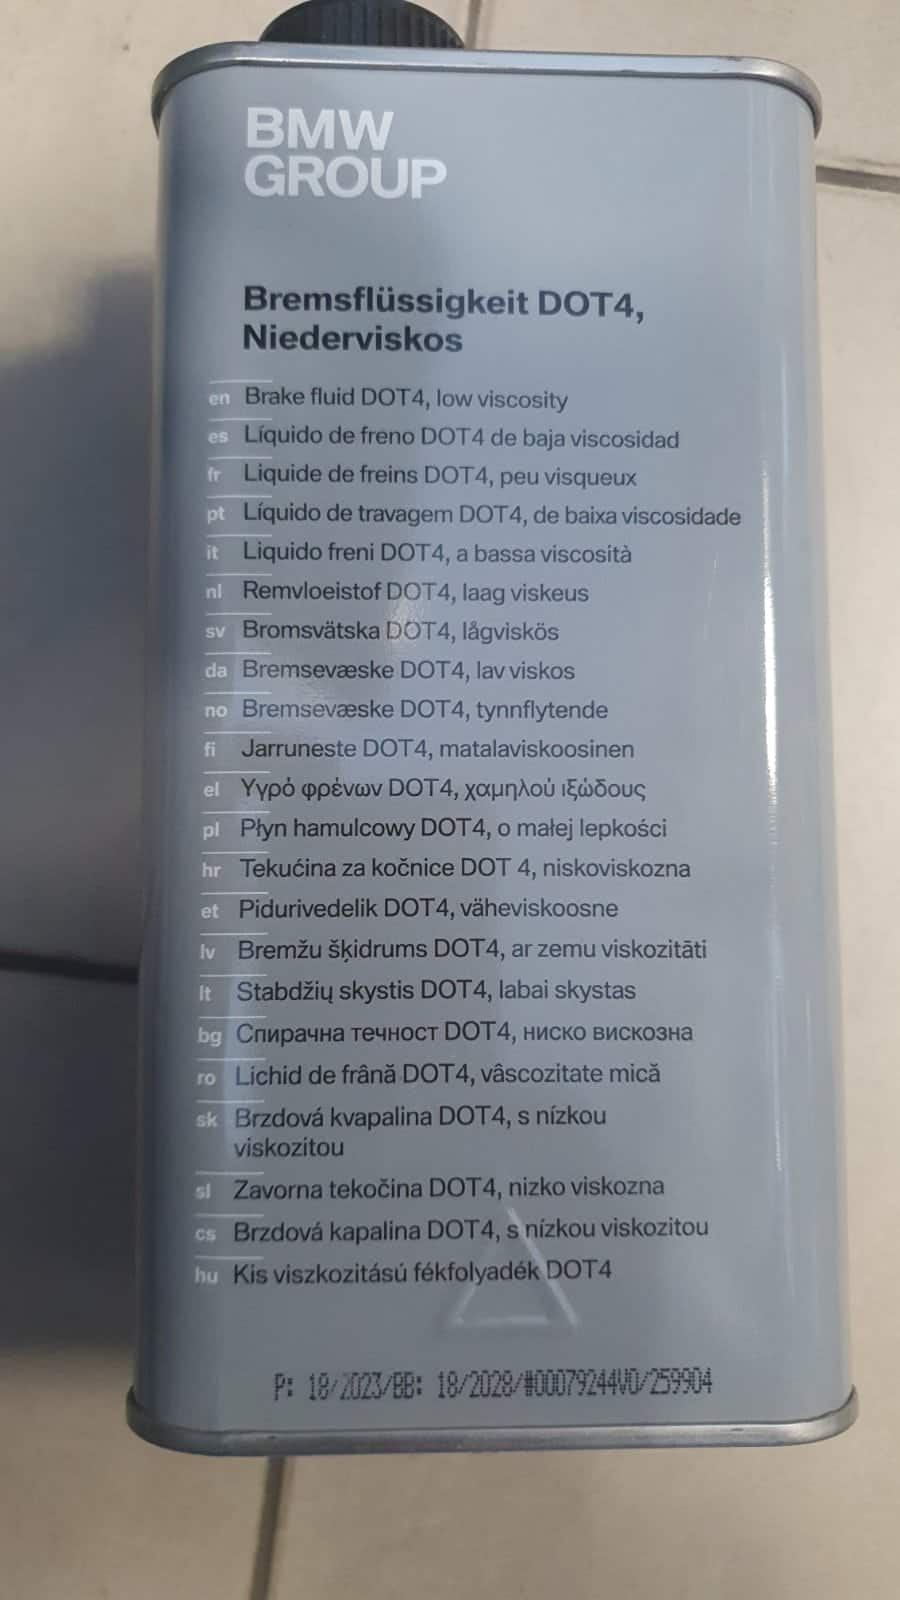 BMW
GROUP
Bremsflüssigkeit DOT4,
Niederviskos
en Brake fluid DOT4, low viscosity
es Líquido de freno DOT4 de baja viscosidad
fr Liquide de freins DOT4, peu visqueux
pt Líquido de travagem DOT4, de baixa viscosidade
it Liquido freni DOT4, a bassa viscosità
nl Remvloeistof DOT4, laag viskeus
sv Bromsvätska DOT4, lågviskös
da Bremsevæske DOT4, lav viskos
no Bremsevæske DOT4, tynnflytende
fi Jarruneste DOT4, matalaviskoosinen
el Υγρό φρένων DOT4, χαμηλού ιξώδους
pl Płyn hamulcowy DOT4, o małej lepkości
hr Tekućina za kočnice DOT 4, niskoviskozna
et Pidurivedelik DOT4, väheviskoosne
lv Bremžu šķidrums DOT4, ar zemu viskozitāti
lt Stabdžių skystis DOT4, labai skystas
bg Спирачна течност DOT4, ниско вискозна
ro Lichid de frână DOT4, vâscozitate mică
sk Brzdová kvapalina DOT4, s nízkou
viskozitou
sl Zavorna tekočina DOT4, nizko viskozna
cs Brzdová kapalina DOT4, s nízkou viskozitou
hu Kis viszkozitású fékfolyadék DOT4
P: 18/2023/BB: 18/2028/#00079244V0/259904